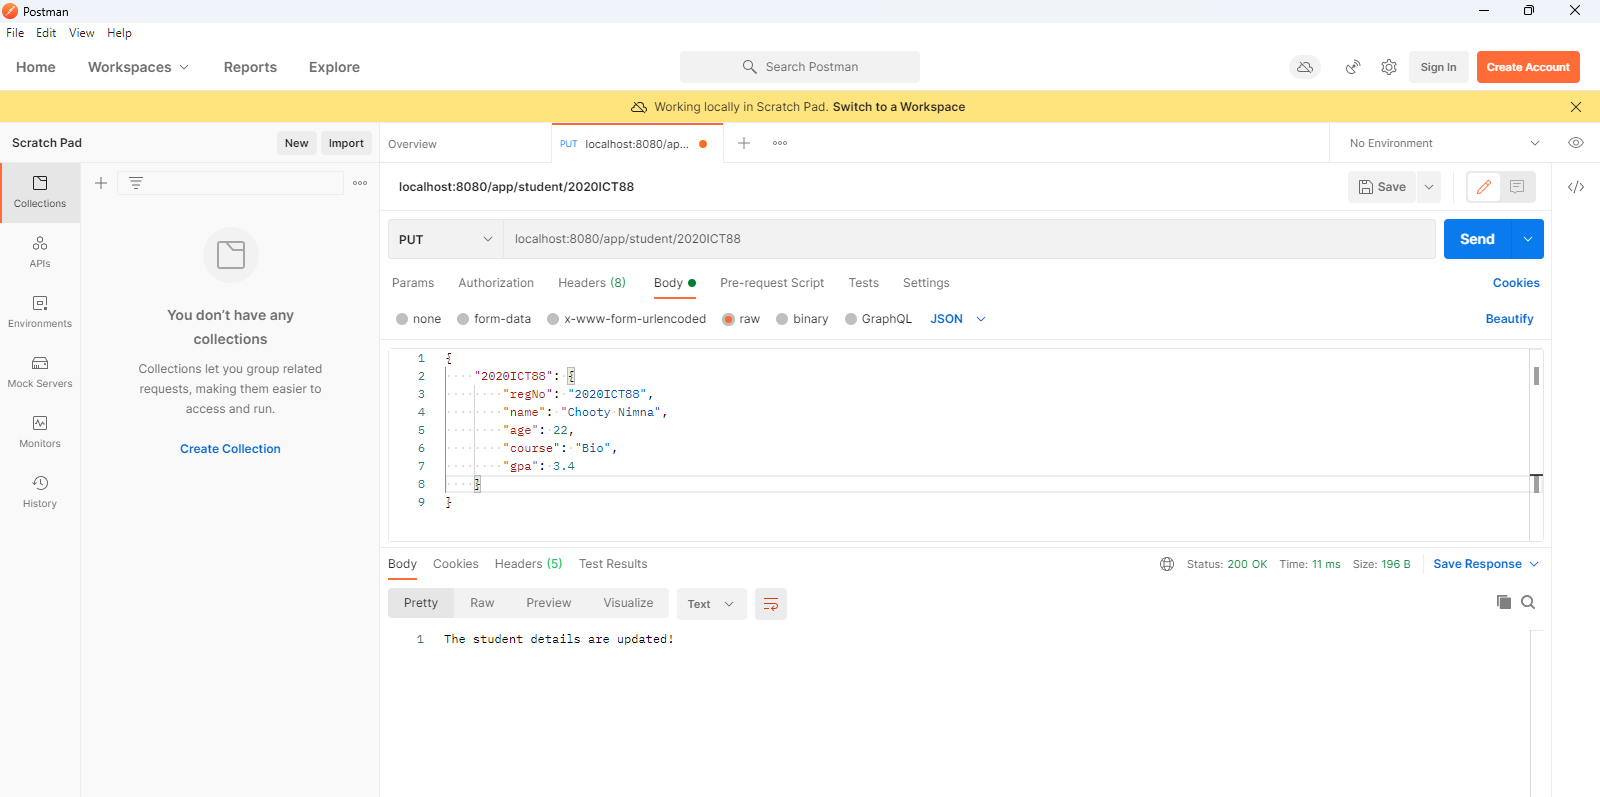 Postman
File Edit View Help
Home Workspaces Reports Explore Search Postman Sign In Create Account
Working locally in Scratch Pad. Switch to a Workspace
Scratch Pad New Import Overview PUT localhost:8080/ap... No Environment
localhost:8080/app/student/2020ICT88 Save
Collections
APIs
Environments
Mock Servers
Monitors
History
You don't have any
collections
Collections let you group related
requests, making them easier to
access and run.
Create Collection
PUT localhost:8080/app/student/2020ICT88 Send
Params Authorization Headers (8) Body Pre-request Script Tests Settings Cookies
none form-data x-www-form-urlencoded raw binary GraphQL JSON Beautify
1 {
2 "2020ICT88": {
3 "regNo": "2020ICT88",
4 "name": "Chooty Nimna",
5 "age": 22,
6 "course": "Bio",
7 "gpa": 3.4
8 }
9 }
Body Cookies Headers (5) Test Results Status: 200 OK Time: 11 ms Size: 196 B Save Response
Pretty Raw Preview Visualize Text
1 The student details are updated!